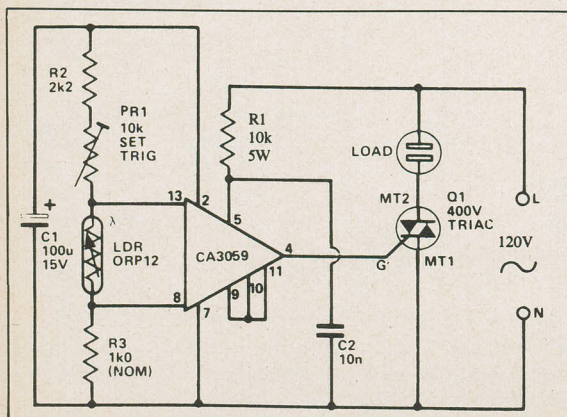 R2
2k2
PR1
10k
SET
TRIG
+
C1
100u
15V
λ
LDR
ORP12
R3
1k0
(NOM)
13
2
5
8
7
9
10
11
4
CA3059
R1
10k
5W
C2
10n
LOAD
MT2
Q1
400V
TRIAC
G
MT1
L
120V
N